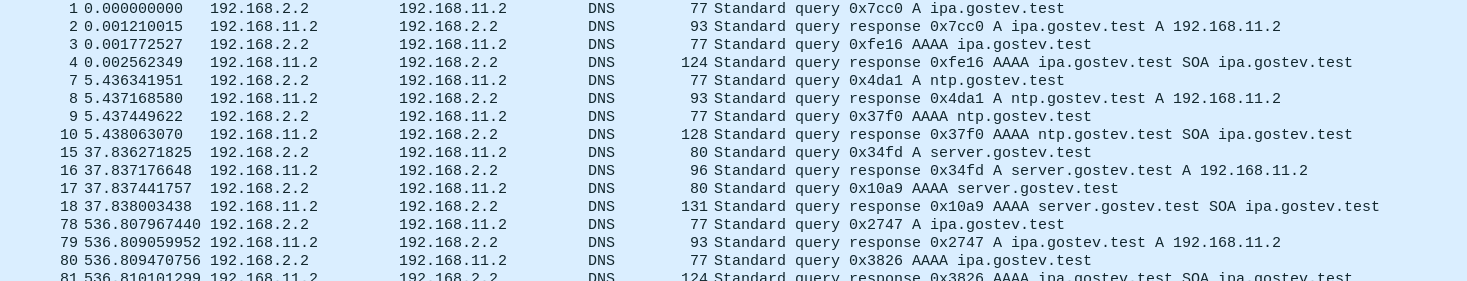 1 0.000000000 192.168.2.2 192.168.11.2 DNS 77 Standard query 0x7cc0 A ipa.gostev.test
2 0.001210015 192.168.11.2 192.168.2.2 DNS 93 Standard query response 0x7cc0 A ipa.gostev.test A 192.168.11.2
3 0.001772527 192.168.2.2 192.168.11.2 DNS 77 Standard query 0xfe16 AAAA ipa.gostev.test
4 0.002562349 192.168.11.2 192.168.2.2 DNS 124 Standard query response 0xfe16 AAAA ipa.gostev.test SOA ipa.gostev.test
7 5.436341951 192.168.2.2 192.168.11.2 DNS 77 Standard query 0x4da1 A ntp.gostev.test
8 5.437168580 192.168.11.2 192.168.2.2 DNS 93 Standard query response 0x4da1 A ntp.gostev.test A 192.168.11.2
9 5.437449622 192.168.2.2 192.168.11.2 DNS 77 Standard query 0x37f0 AAAA ntp.gostev.test
10 5.438063070 192.168.11.2 192.168.2.2 DNS 128 Standard query response 0x37f0 AAAA ntp.gostev.test SOA ipa.gostev.test
15 37.836271825 192.168.2.2 192.168.11.2 DNS 80 Standard query 0x34fd A server.gostev.test
16 37.837176648 192.168.11.2 192.168.2.2 DNS 96 Standard query response 0x34fd A server.gostev.test A 192.168.11.2
17 37.837441757 192.168.2.2 192.168.11.2 DNS 80 Standard query 0x10a9 AAAA server.gostev.test
18 37.838003438 192.168.11.2 192.168.2.2 DNS 131 Standard query response 0x10a9 AAAA server.gostev.test SOA ipa.gostev.test
78 536.807967440 192.168.2.2 192.168.11.2 DNS 77 Standard query 0x2747 A ipa.gostev.test
79 536.809059952 192.168.11.2 192.168.2.2 DNS 93 Standard query response 0x2747 A ipa.gostev.test A 192.168.11.2
80 536.809470756 192.168.2.2 192.168.11.2 DNS 77 Standard query 0x3826 AAAA ipa.gostev.test
81 536.810101299 192.168.11.2 192.168.2.2 DNS 124 Standard query response 0x3826 AAAA ipa.gostev.test SOA ipa.gostev.test